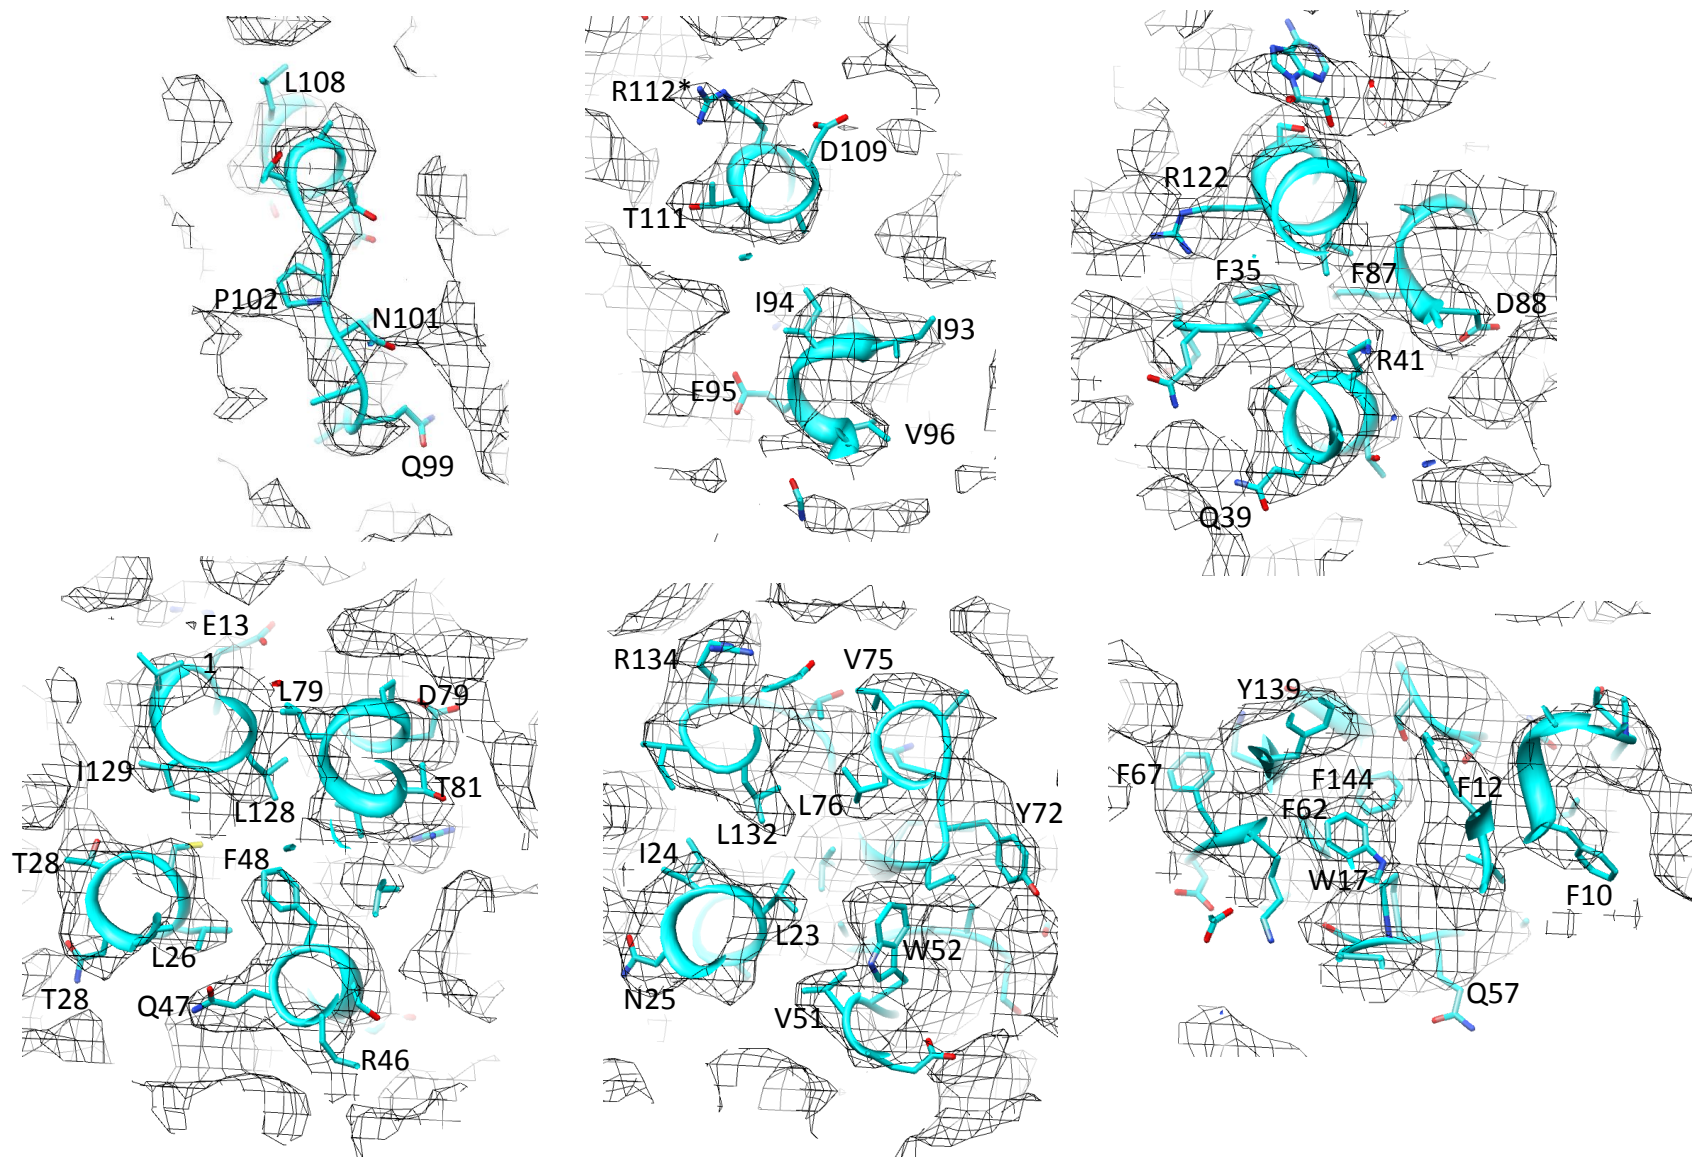 L108
P102
N101
Q99
R112*
D109
T111
I94
I93
E95
V96
R122
F35
F87
D88
R41
Q39
E13
1
L79
D79
I129
T81
L128
T28
F48
L26
T28
Q47
R46
R134
V75
L76
Y72
L132
I24
L23
W52
N25
V51
Y139
F67
F144
F12
F62
W17
F10
Q57